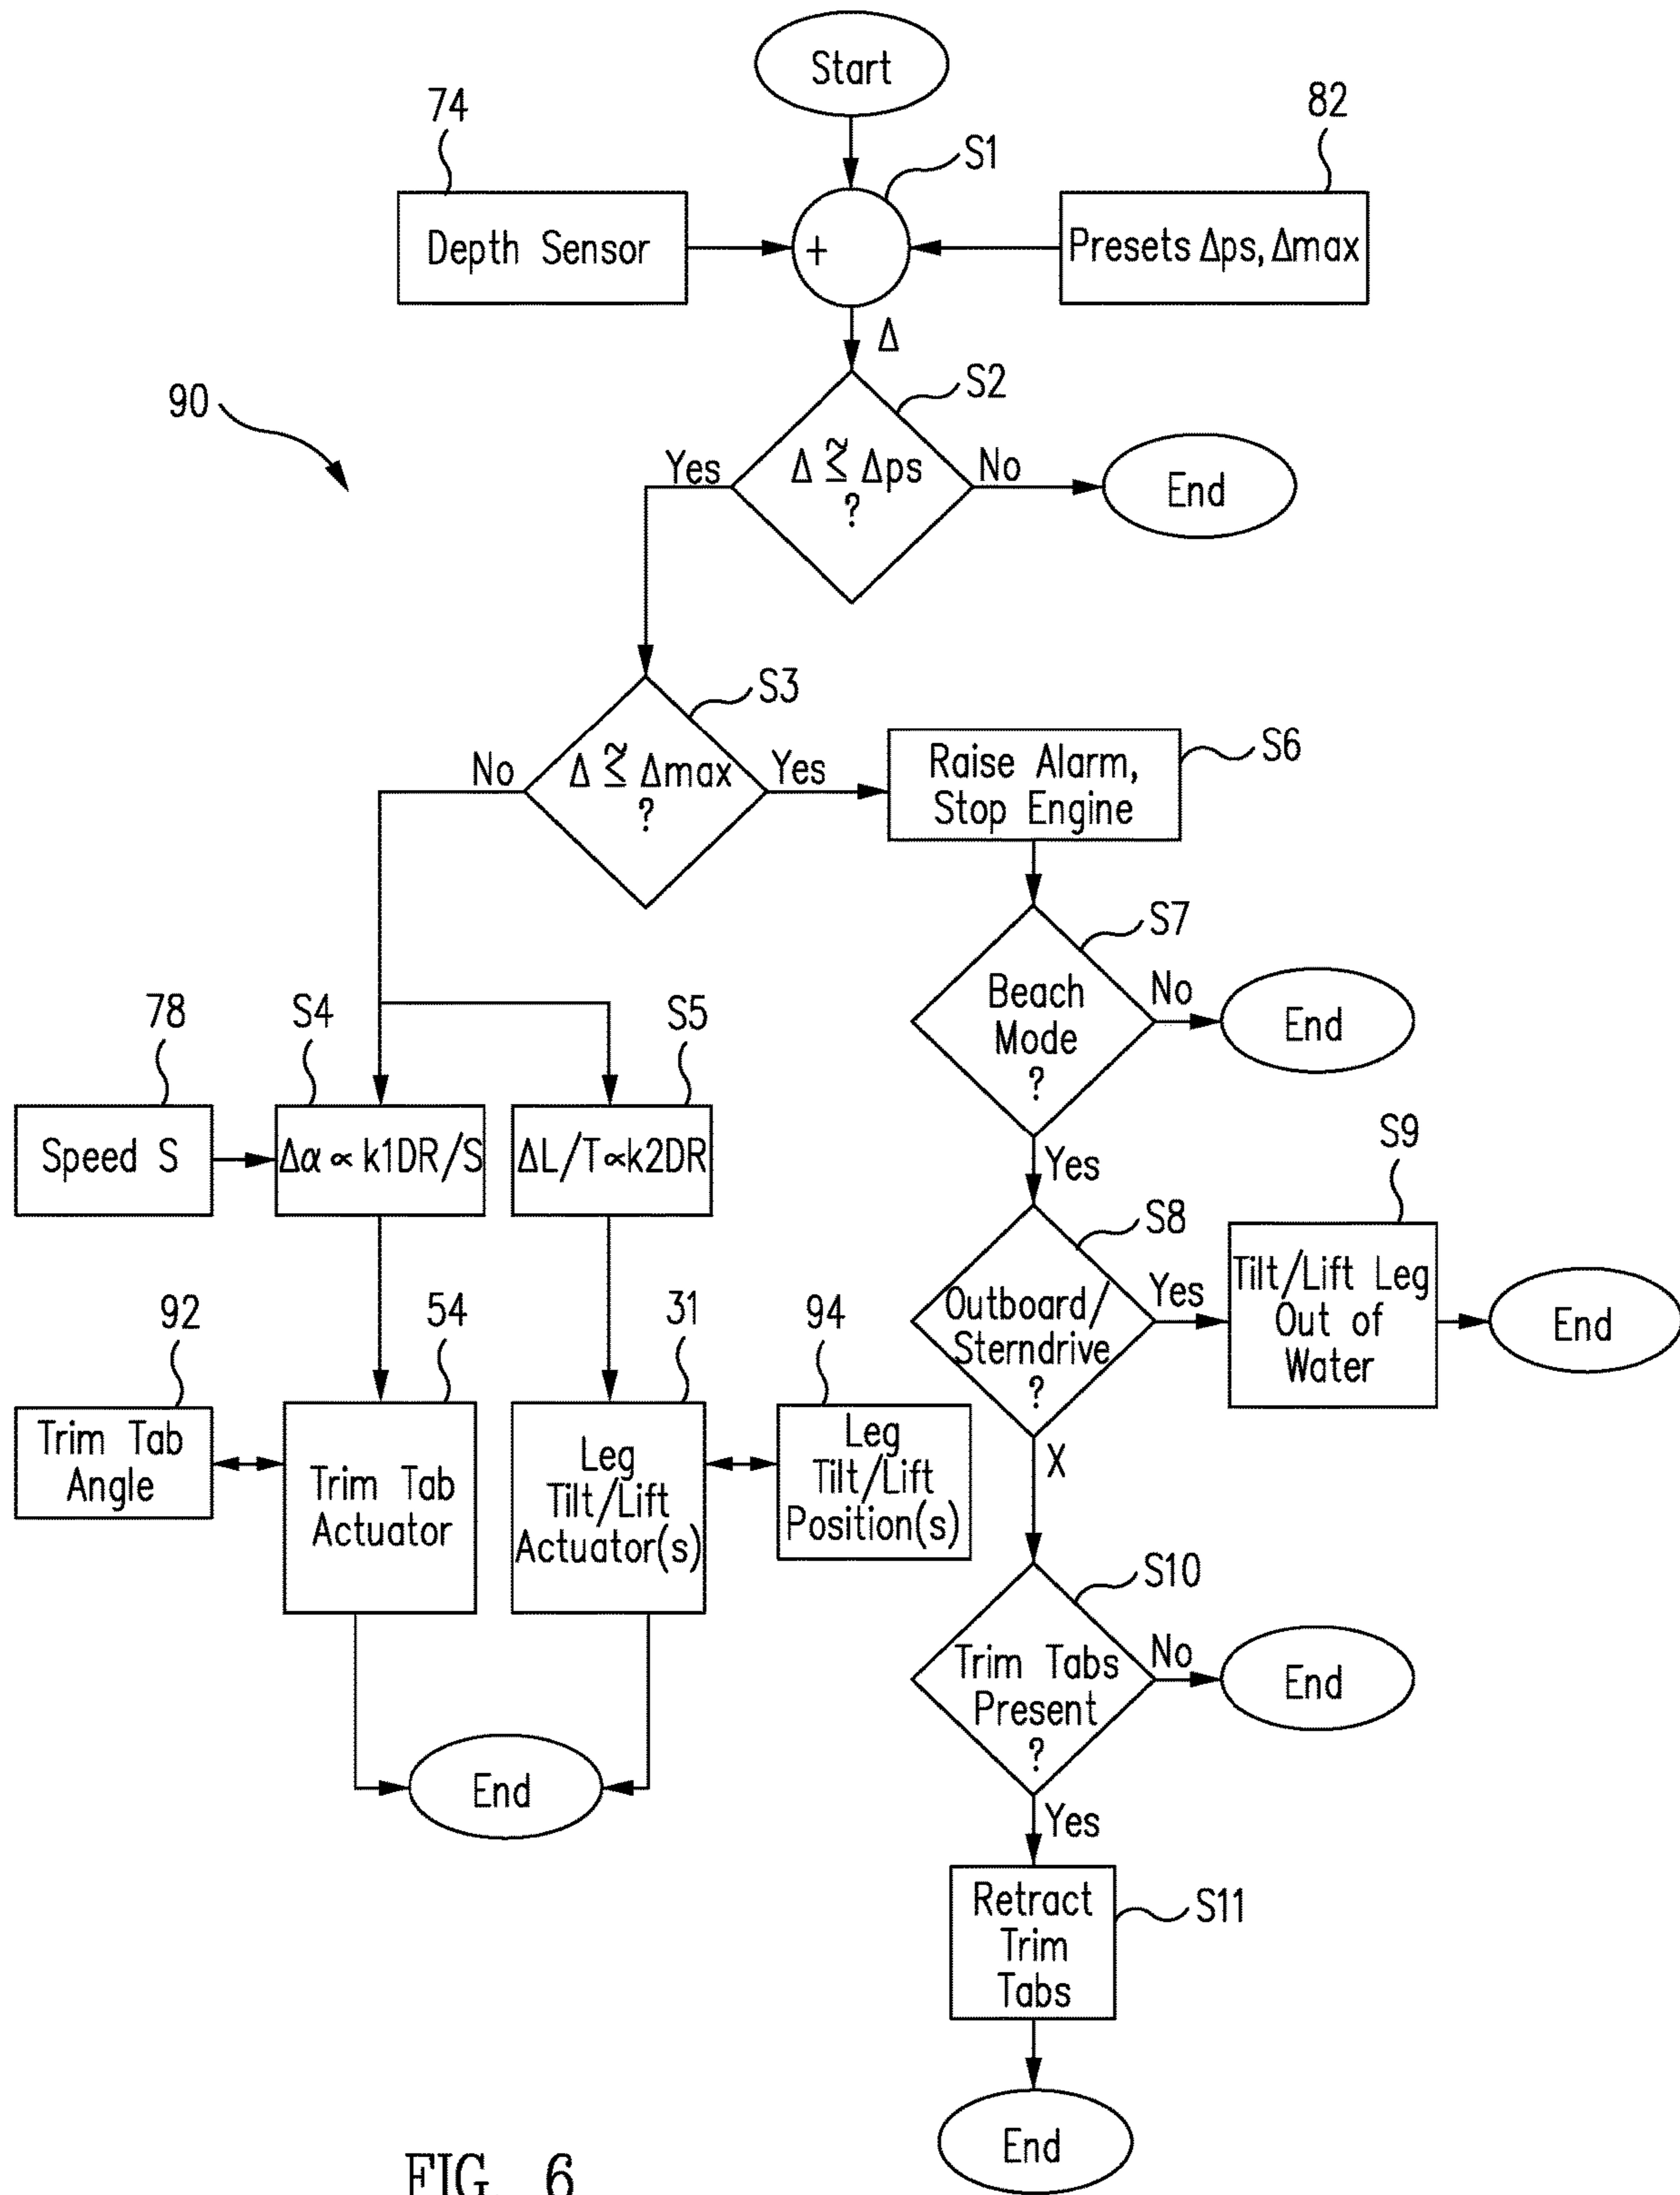 Start
74
82
S1
Depth Sensor
+
Presets Δps, Δmax
Δ
S2
90
Δ ≦̃ Δps
?
Yes
No
End
S3
Δ ≦̃ Δmax
?
No
Yes
Raise Alarm,
Stop Engine
S6
S7
Beach
Mode
?
No
End
Yes
78
S4
S5
Speed S
Δα ∝ k1DR/S
ΔL/T∝k2DR
S8
Outboard/
Sterndrive
?
Yes
S9
Tilt/Lift Leg
Out of
Water
End
X
92
54
31
94
Trim Tab
Angle
Trim Tab
Actuator
Leg
Tilt/Lift
Actuator(s)
Leg
Tilt/Lift
Position(s)
S10
Trim Tabs
Present
?
No
End
Yes
End
Retract
Trim
Tabs
S11
End
FIG. 6